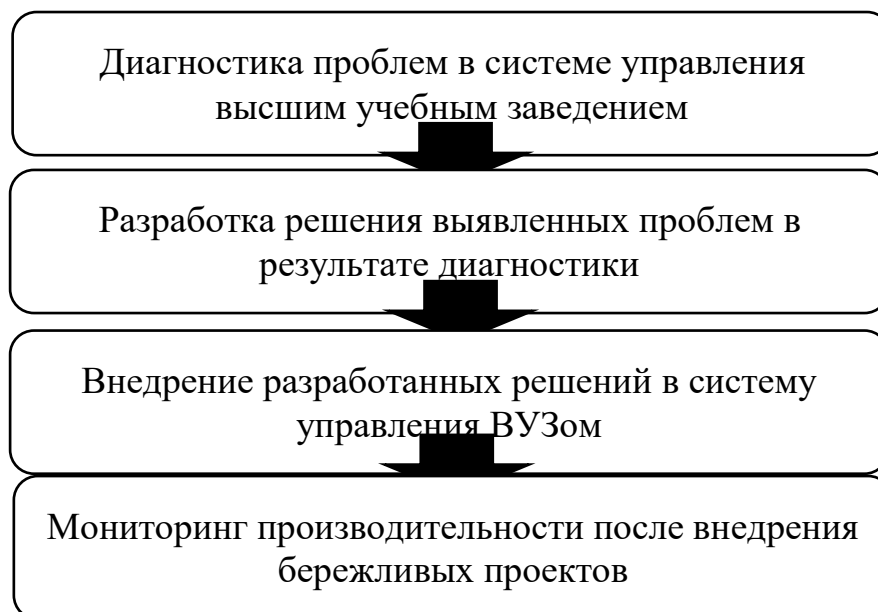 Диагностика проблем в системе управления
высшим учебным заведением
Разработка решения выявленных проблем в
результате диагностики
Внедрение разработанных решений в систему
управления ВУЗом
Мониторинг производительности после внедрения
бережливых проектов